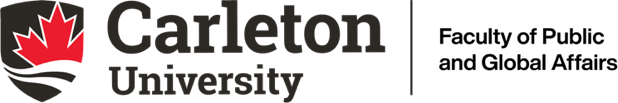 Carleton
University
Faculty of Public
and Global Affairs